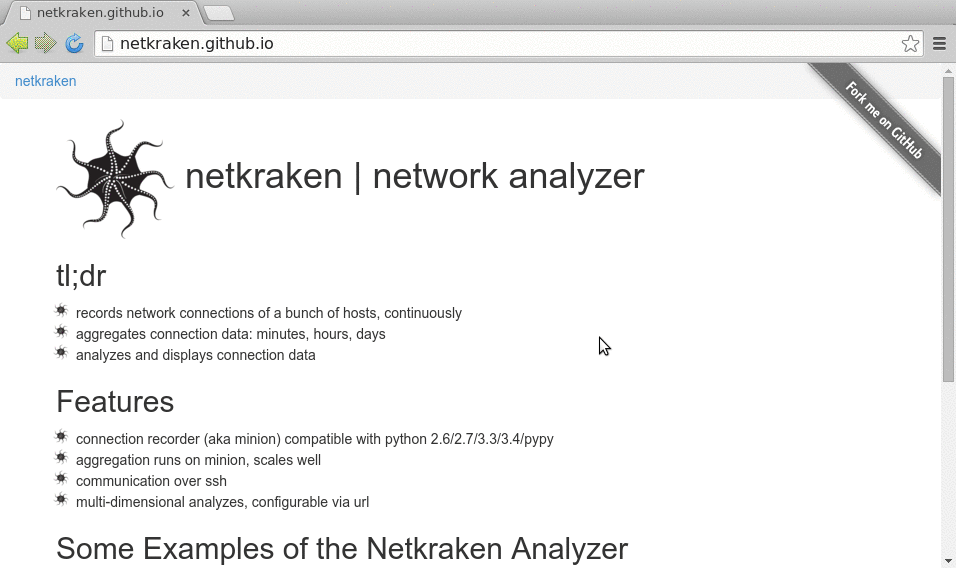 netkraken.github.io
netkraken.github.io
netkraken
Fork me on GitHub
netkraken | network analyzer
tl;dr
records network connections of a bunch of hosts, continuously
aggregates connection data: minutes, hours, days
analyzes and displays connection data
Features
connection recorder (aka minion) compatible with python 2.6/2.7/3.3/3.4/pypy
aggregation runs on minion, scales well
communication over ssh
multi-dimensional analyzes, configurable via url
Some Examples of the Netkraken Analyzer